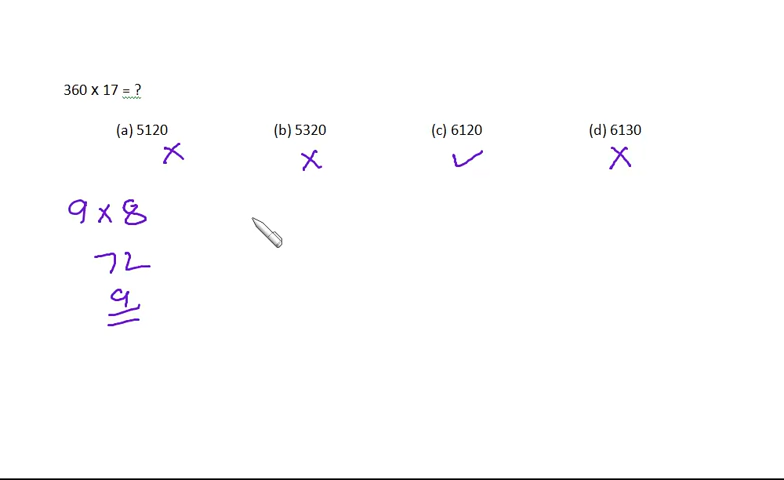 360 x 17 = ?
(a) 5120 (b) 5320 (c) 6120 (d) 6130
9 x 8
72
9